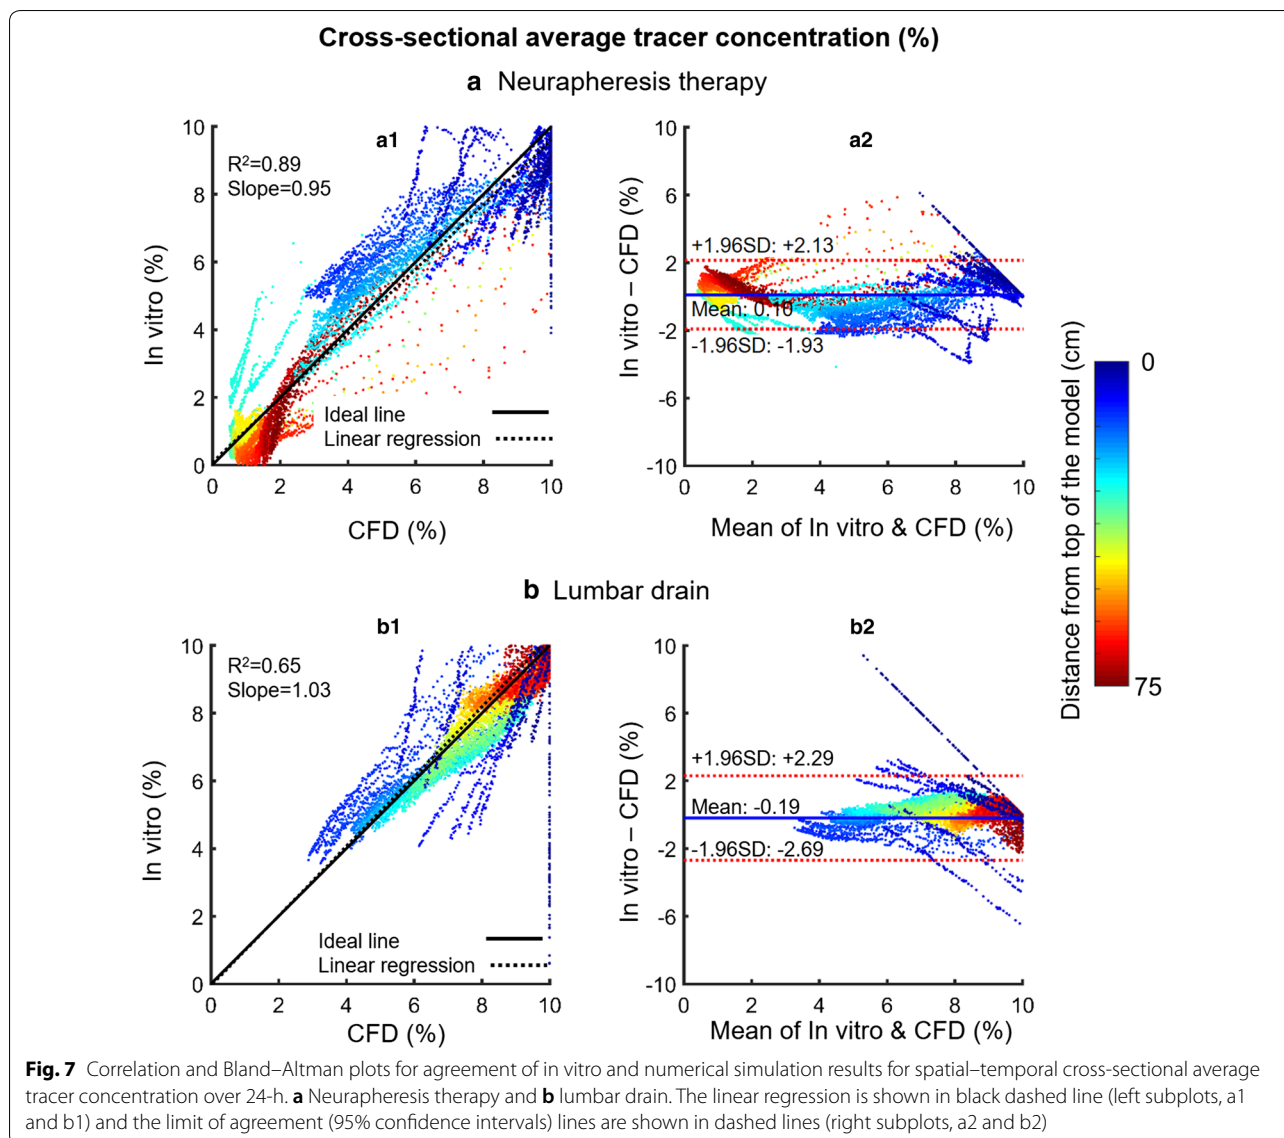 Cross-sectional average tracer concentration (%)
a Neurapheresis therapy
a1
R²=0.89
Slope=0.95
In vitro (%)
10
8
6
4
2
0
Ideal line
Linear regression
0 2 4 6 8 10
CFD (%)
a2
In vitro – CFD (%)
10
6
2
-2
-6
-10
+1.96SD: +2.13
Mean: 0.10
-1.96SD: -1.93
0 2 4 6 8 10
Mean of In vitro & CFD (%)
Distance from top of the model (cm)
0
75
b Lumbar drain
b1
R²=0.65
Slope=1.03
In vitro (%)
10
8
6
4
2
0
Ideal line
Linear regression
0 2 4 6 8 10
CFD (%)
b2
In vitro – CFD (%)
10
6
2
-2
-6
-10
+1.96SD: +2.29
Mean: -0.19
-1.96SD: -2.69
0 2 4 6 8 10
Mean of In vitro & CFD (%)
Fig. 7 Correlation and Bland–Altman plots for agreement of in vitro and numerical simulation results for spatial–temporal cross-sectional average
tracer concentration over 24-h. a Neurapheresis therapy and b lumbar drain. The linear regression is shown in black dashed line (left subplots, a1
and b1) and the limit of agreement (95% confidence intervals) lines are shown in dashed lines (right subplots, a2 and b2)